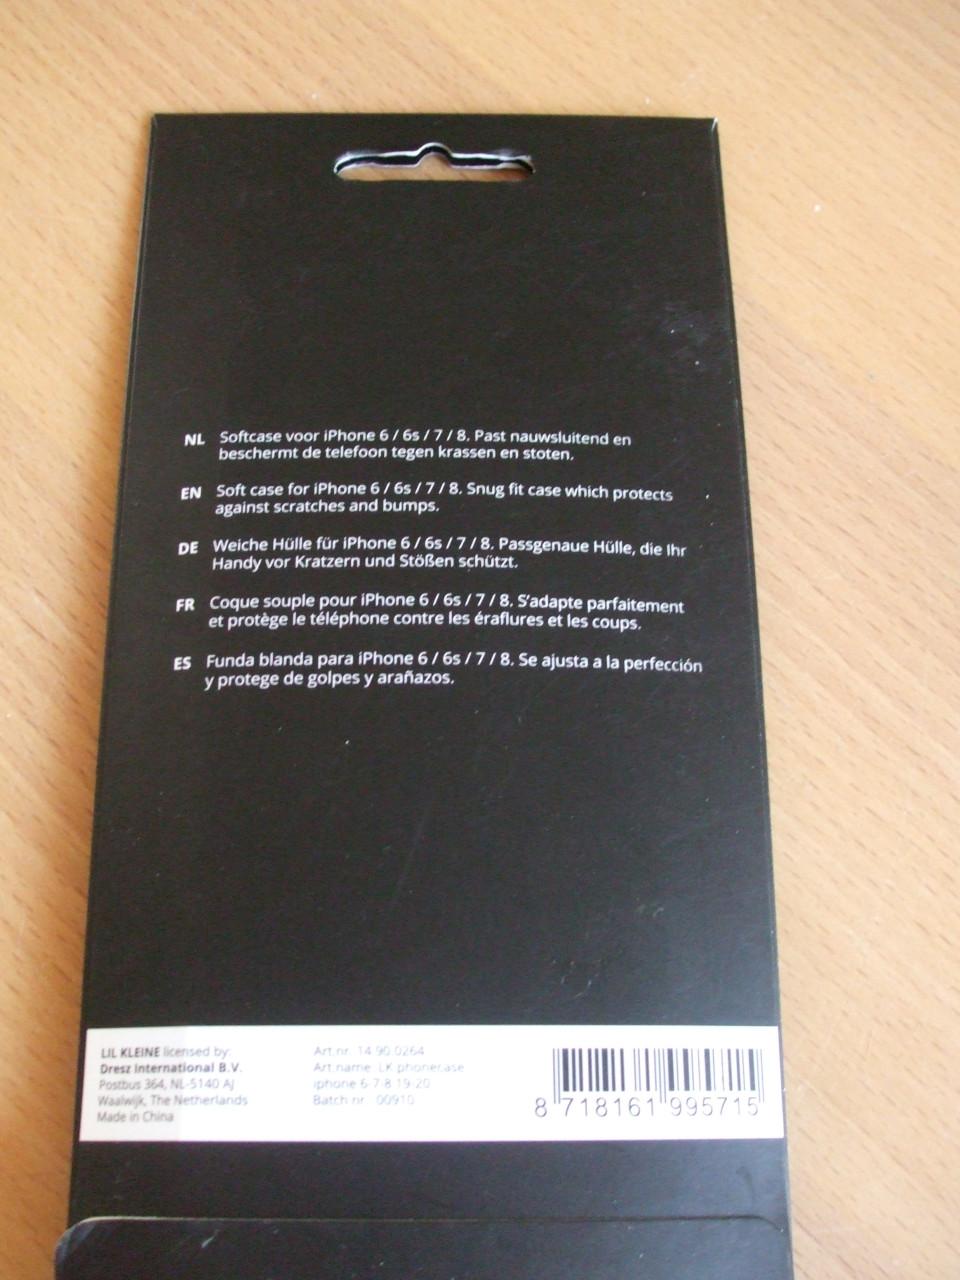 NL Softcase voor iPhone 6 / 6s / 7 / 8. Past nauwsluitend en
beschermt de telefoon tegen krassen en stoten.
EN Soft case for iPhone 6 / 6s / 7 / 8. Snug fit case which protects
against scratches and bumps.
DE Weiche Hülle für iPhone 6 / 6s / 7 / 8. Passgenaue Hülle, die Ihr
Handy vor Kratzern und Stößen schützt.
FR Coque souple pour iPhone 6 / 6s / 7 / 8. S'adapte parfaitement
et protège le téléphone contre les éraflures et les coups.
ES Funda blanda para iPhone 6 / 6s / 7 / 8. Se ajusta a la perfección
y protege de golpes y arañazos.
LIL KLEINE licensed by:
Dresz International B.V.
Postbus 364, NL-5140 AJ
Waalwijk, The Netherlands
Made in China
Art.nr. 14.90.0264
Art.name LK phonecase
iphone 6-7-8 19-20
Batch nr. 00910
8 718161 995715